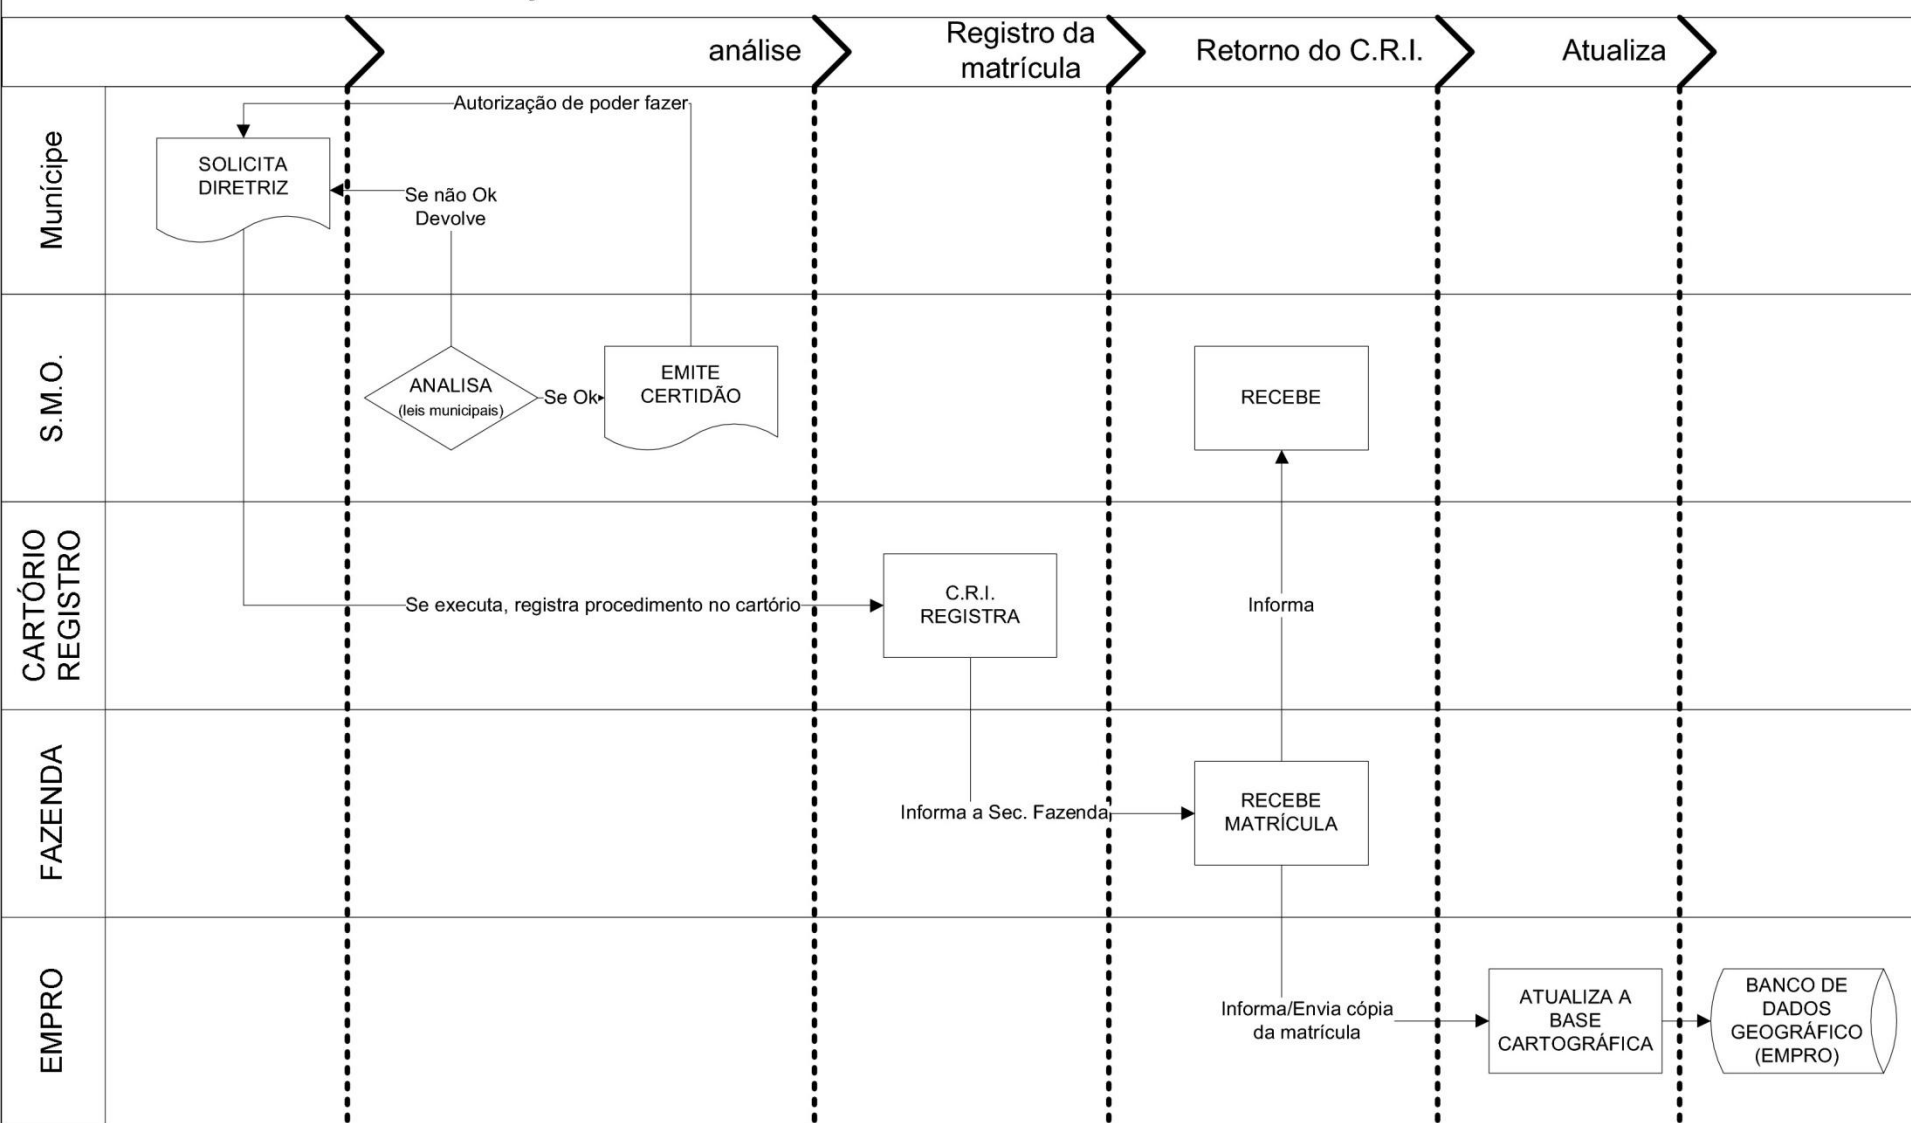 análise
Registro da
matrícula
Retorno do C.R.I.
Atualiza
Munícipe
Autorização de poder fazer
SOLICITA
DIRETRIZ
Se não Ok
Devolve
S.M.O.
ANALISA
(leis municipais)
Se Ok
EMITE
CERTIDÃO
RECEBE
CARTÓRIO
REGISTRO
Se executa, registra procedimento no cartório
C.R.I.
REGISTRA
Informa
FAZENDA
Informa a Sec. Fazenda
RECEBE
MATRÍCULA
EMPRO
Informa/Envia cópia
da matrícula
ATUALIZA A
BASE
CARTOGRÁFICA
BANCO DE
DADOS
GEOGRÁFICO
(EMPRO)